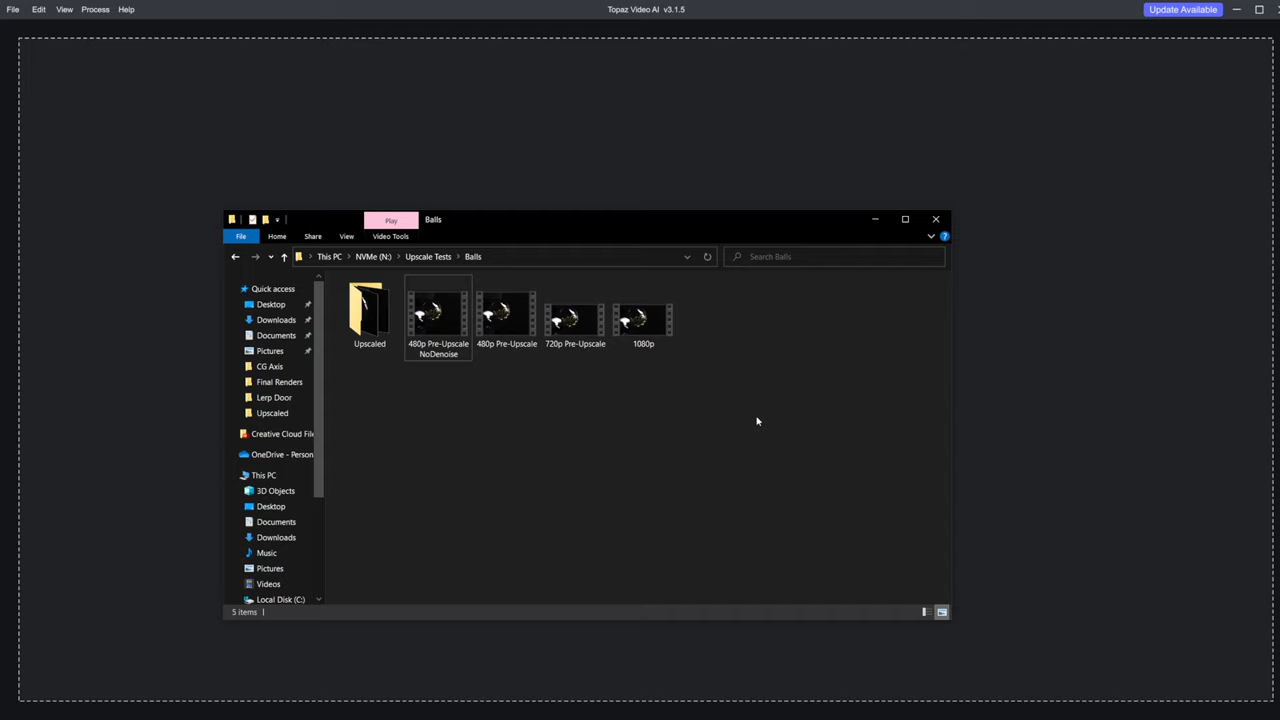 File Edit View Process Help
Topaz Video AI v3.1.5
Update Available
Play
Balls
File Home Share View Video Tools
This PC > NVMe (N:) > Upscale Tests > Balls
Search Balls
Quick access
Desktop
Downloads
Documents
Pictures
CG Axis
Final Renders
Lerp Door
Upscaled
Creative Cloud File
OneDrive - Person
This PC
3D Objects
Desktop
Documents
Downloads
Music
Pictures
Videos
Local Disk (C:)
Upscaled
480p Pre-Upscale
NoDenoise
480p Pre-Upscale
720p Pre-Upscale
1080p
5 items